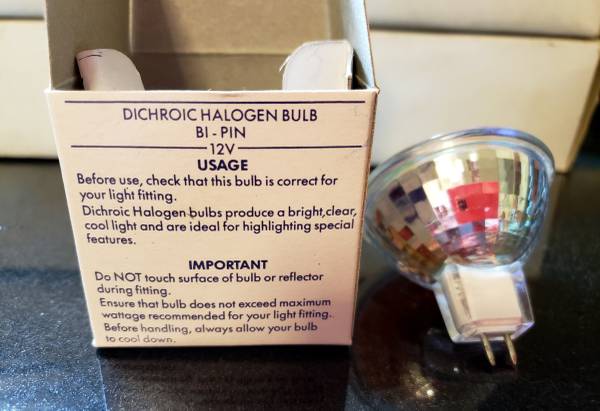 DICHROIC HALOGEN BULB
BI - PIN
12V
USAGE
Before use, check that this bulb is correct for
your light fitting.
Dichroic Halogen bulbs produce a bright, clear,
cool light and are ideal for highlighting special
features.
IMPORTANT
Do NOT touch surface of bulb or reflector
during fitting.
Ensure that bulb does not exceed maximum
wattage recommended for your light fitting.
Before handling, always allow your bulb
to cool down.